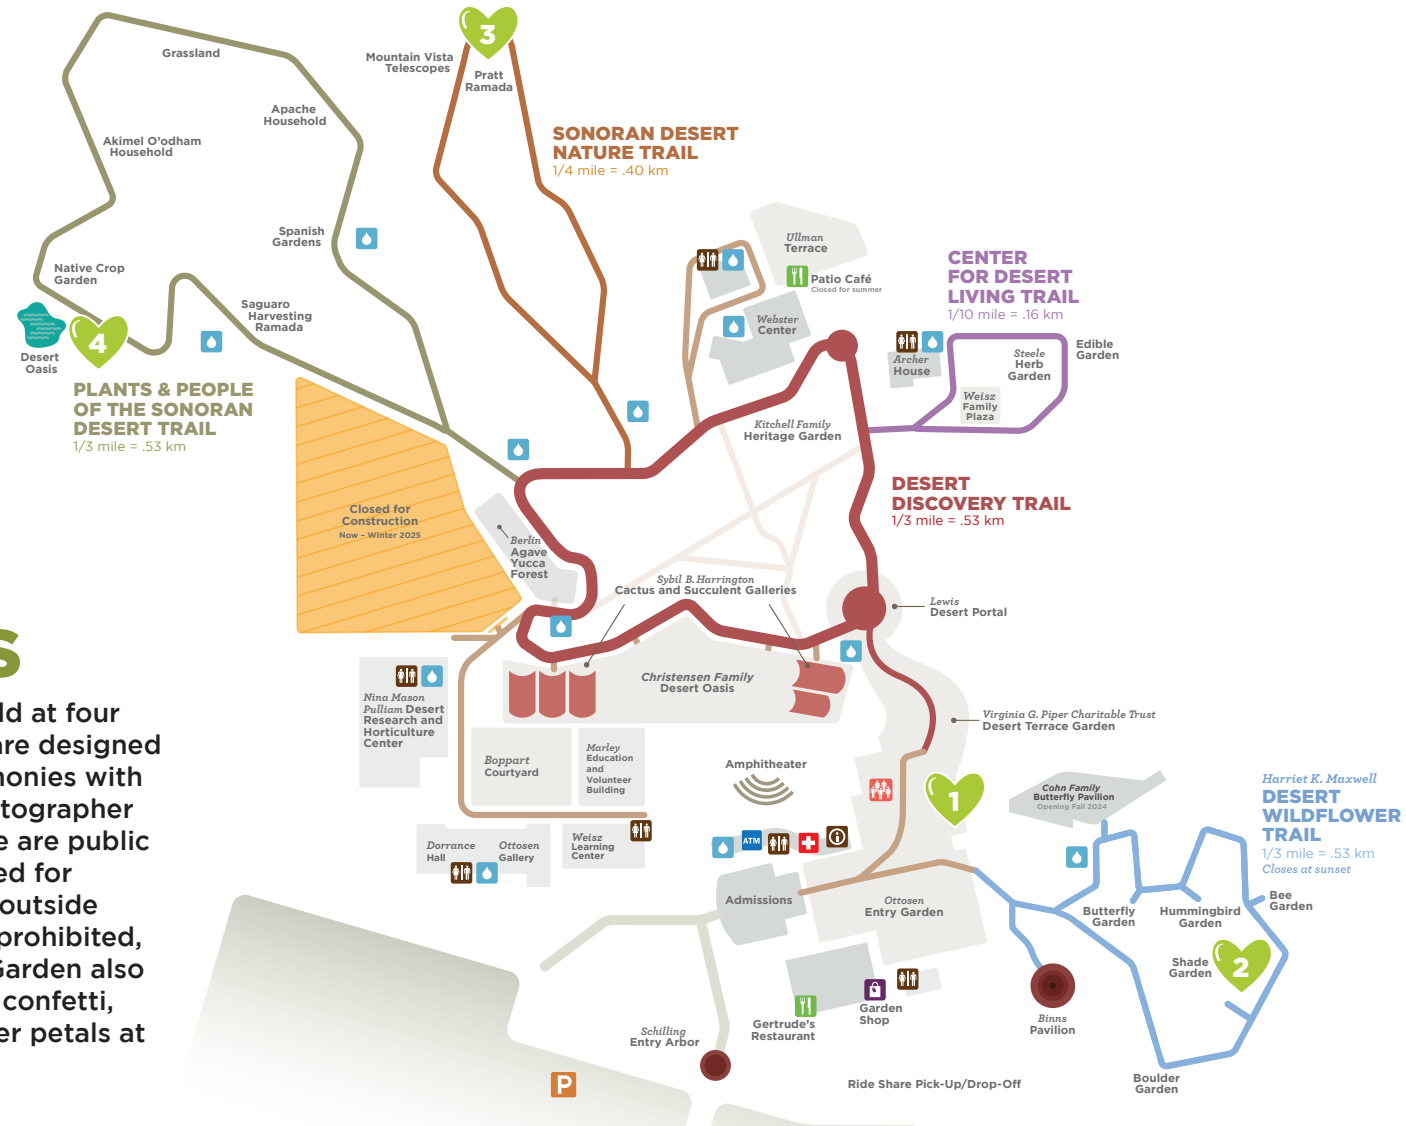 3
Grassland
Mountain Vista
Telescopes
Pratt
Ramada
Apache
Household
Akimel O'odham
Household
SONORAN DESERT
NATURE TRAIL
1/4 mile = .40 km
Spanish
Gardens
Ullman
Terrace
Patio Café
Closed for summer
Native Crop
Garden
CENTER
FOR DESERT
LIVING TRAIL
1/10 mile = .16 km
Saguaro
Harvesting
Ramada
Webster
Center
4
Desert
Oasis
Archer
House
Steele
Herb
Garden
Edible
Garden
PLANTS & PEOPLE
OF THE SONORAN
DESERT TRAIL
1/3 mile = .53 km
Weisz
Family
Plaza
Kitchell Family
Heritage Garden
DESERT
DISCOVERY TRAIL
1/3 mile = .53 km
Closed for
Construction
Now – Winter 2025
Berlin
Agave
Yucca
Forest
Sybil B. Harrington
Cactus and Succulent Galleries
Lewis
Desert Portal
s
Christensen Family
Desert Oasis
Nina Mason
Pulliam Desert
Research and
Horticulture
Center
Virginia G. Piper Charitable Trust
Desert Terrace Garden
ld at four
are designed
monies with
otographer
e are public
ed for
outside
prohibited,
Garden also
confetti,
er petals at
Boppart
Courtyard
Marley
Education
and
Volunteer
Building
Amphitheater
1
Cohn Family
Butterfly Pavilion
Opening Fall 2024
Harriet K. Maxwell
DESERT
WILDFLOWER
TRAIL
1/3 mile = .53 km
Closes at sunset
Dorrance
Hall
Ottosen
Gallery
Weisz
Learning
Center
ATM
i
Admissions
Ottosen
Entry Garden
Butterfly
Garden
Hummingbird
Garden
Bee
Garden
Shade
Garden
2
Garden
Shop
Gertrude's
Restaurant
Binns
Pavilion
Schilling
Entry Arbor
P
Ride Share Pick-Up/Drop-Off
Boulder
Garden